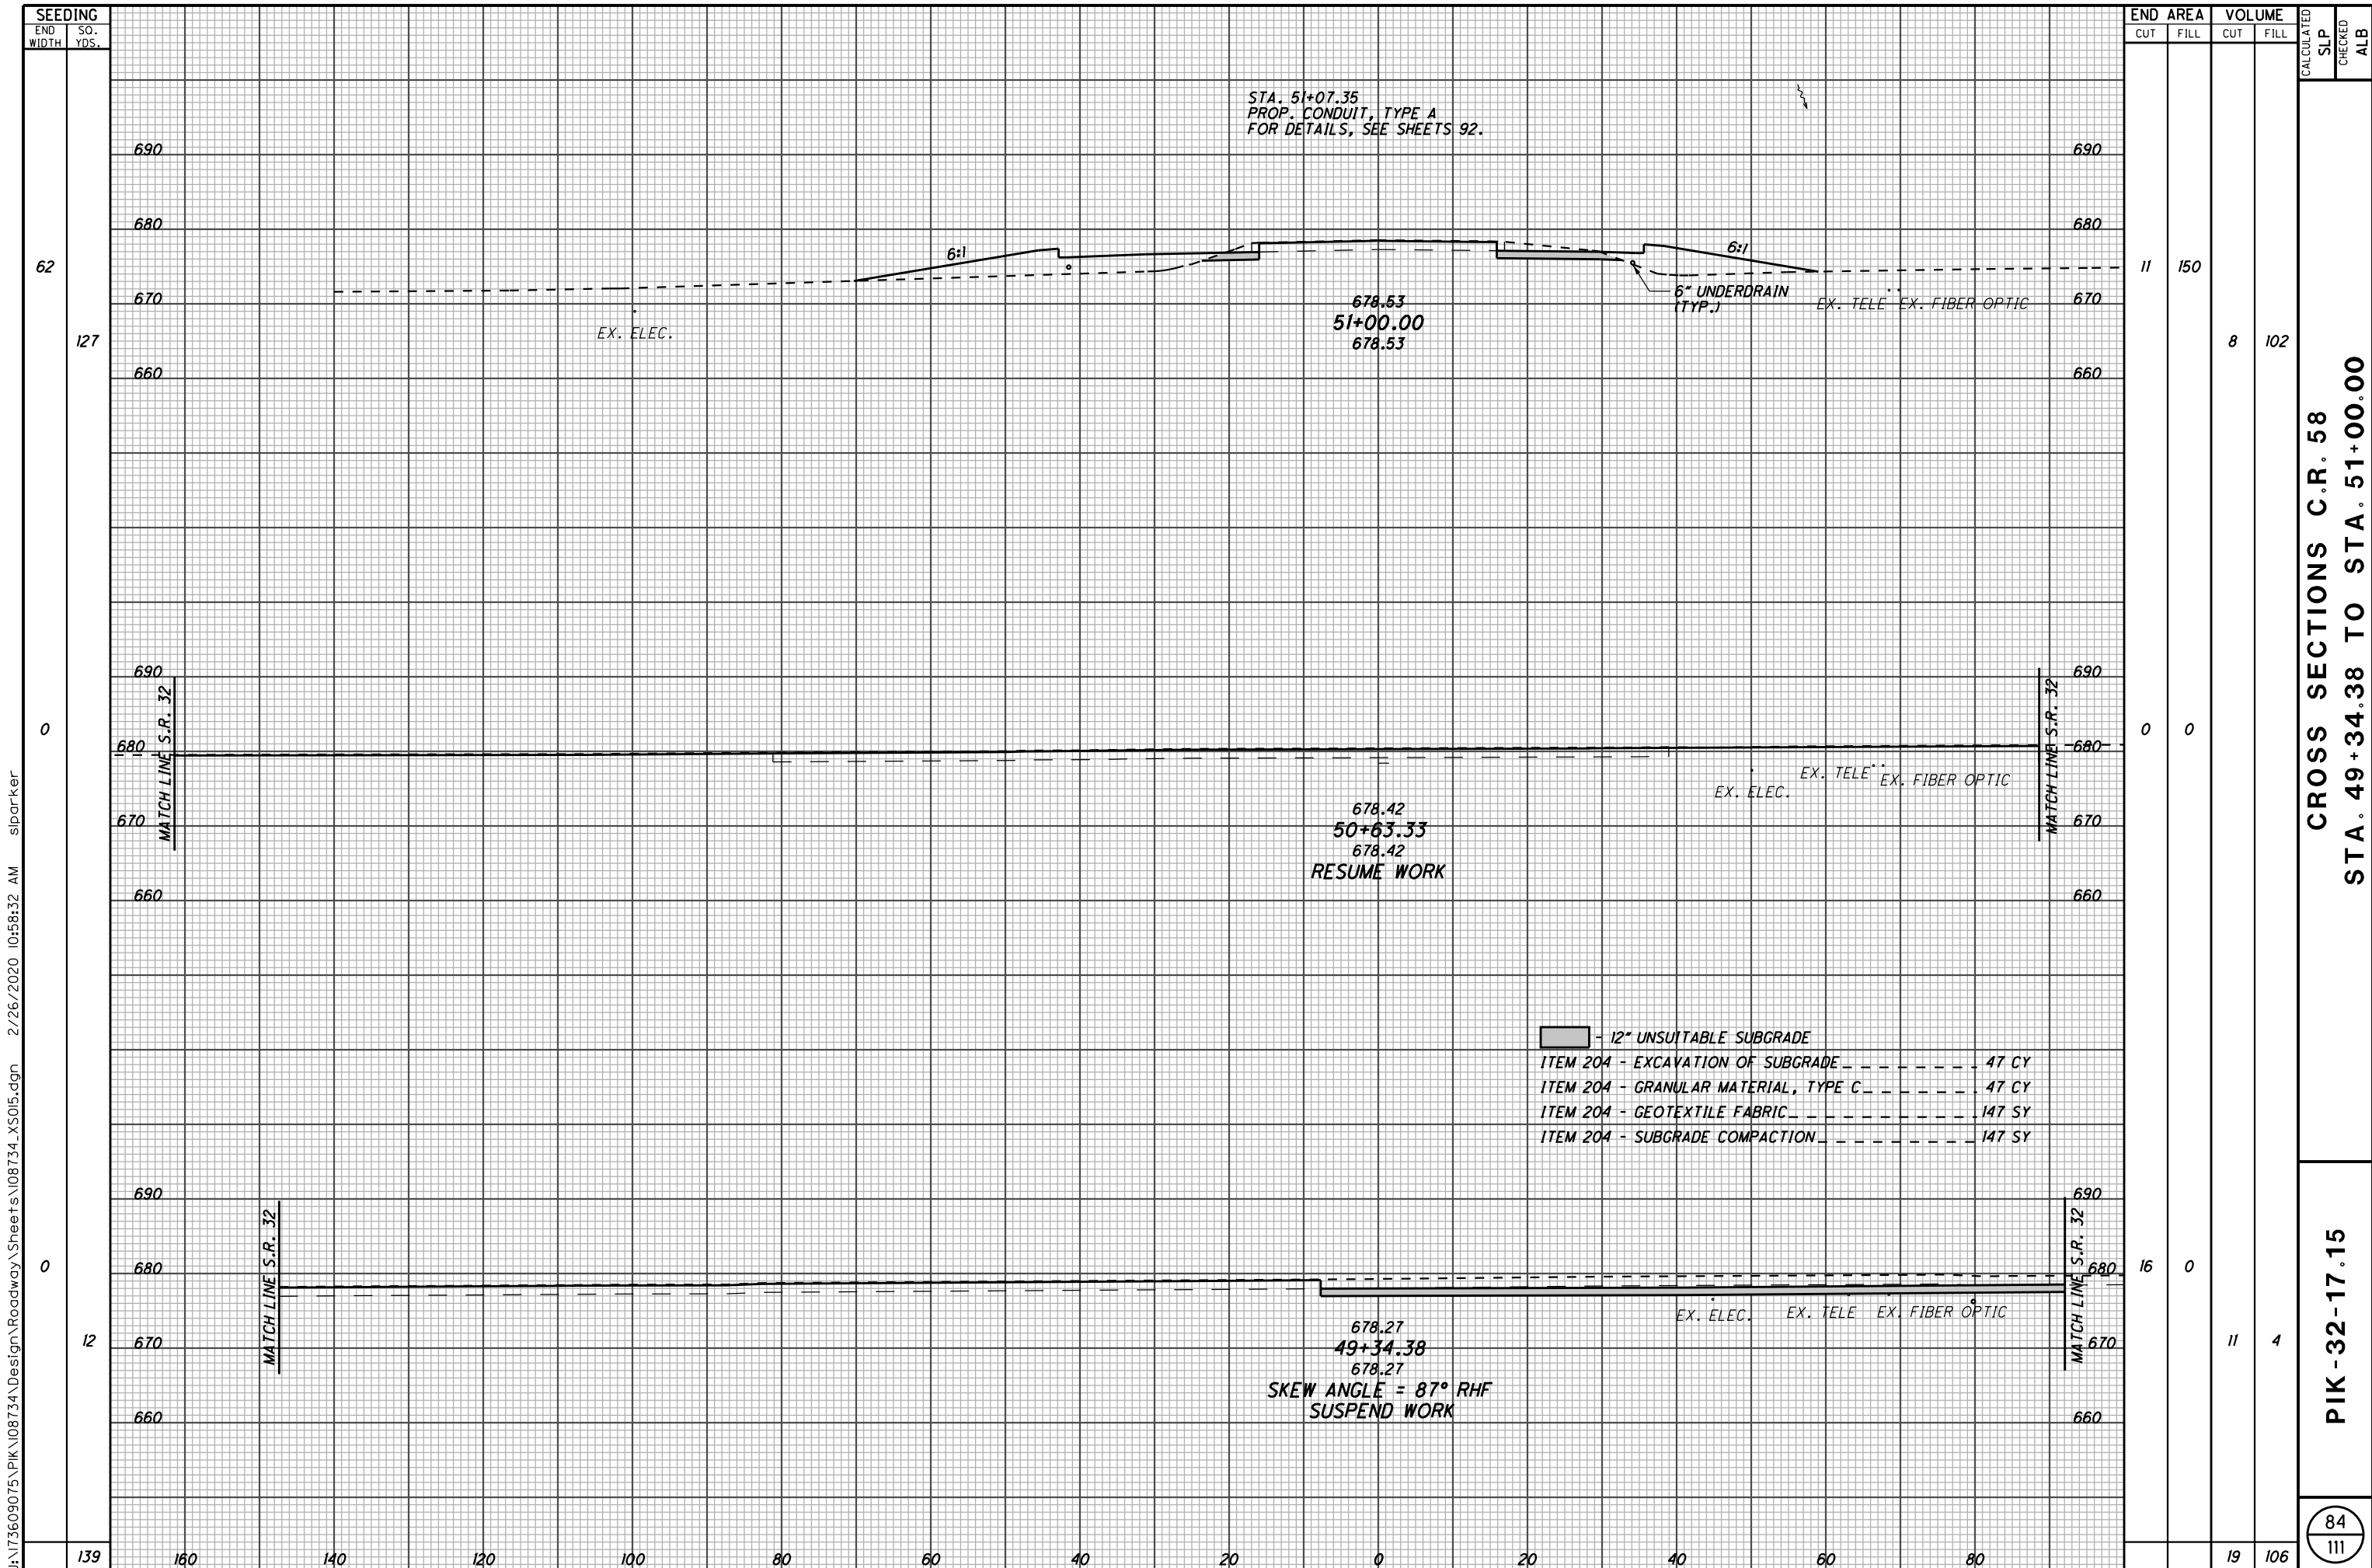 SEEDING
END WIDTH
SQ. YDS.
END AREA
VOLUME
CUT
FILL
CUT
FILL
CALCULATED
SLP
CHECKED
ALB
STA. 51+07.35
PROP. CONDUIT, TYPE A
FOR DETAILS, SEE SHEETS 92.
690
690
680
680
6:1
6:1
62
11
150
670
670
6" UNDERDRAIN
(TYP.)
EX. TELE
EX. FIBER OPTIC
EX. ELEC.
678.53
51+00.00
678.53
127
8
102
660
660
690
690
MATCH LINE S.R. 32
MATCH LINE S.R. 32
0
0
0
680
680
EX. ELEC.
EX. TELE
EX. FIBER OPTIC
670
670
678.42
50+63.33
678.42
RESUME WORK
660
660
- 12" UNSUITABLE SUBGRADE
ITEM 204 - EXCAVATION OF SUBGRADE 47 CY
ITEM 204 - GRANULAR MATERIAL, TYPE C 47 CY
ITEM 204 - GEOTEXTILE FABRIC 147 SY
ITEM 204 - SUBGRADE COMPACTION 147 SY
690
690
MATCH LINE S.R. 32
MATCH LINE S.R. 32
0
16
0
680
680
EX. ELEC.
EX. TELE
EX. FIBER OPTIC
670
670
678.27
49+34.38
678.27
SKEW ANGLE = 87° RHF
SUSPEND WORK
12
11
4
660
660
139
160
140
120
100
80
60
40
20
0
20
40
60
80
19
106
CROSS SECTIONS C.R. 58
STA. 49+34.38 TO STA. 51+00.00
PIK-32-17.15
84
111
\173609075\PIK\108734\Design\Roadway\Sheets\108734_XS015.dgn 2/26/2020 10:58:32 AM slparker